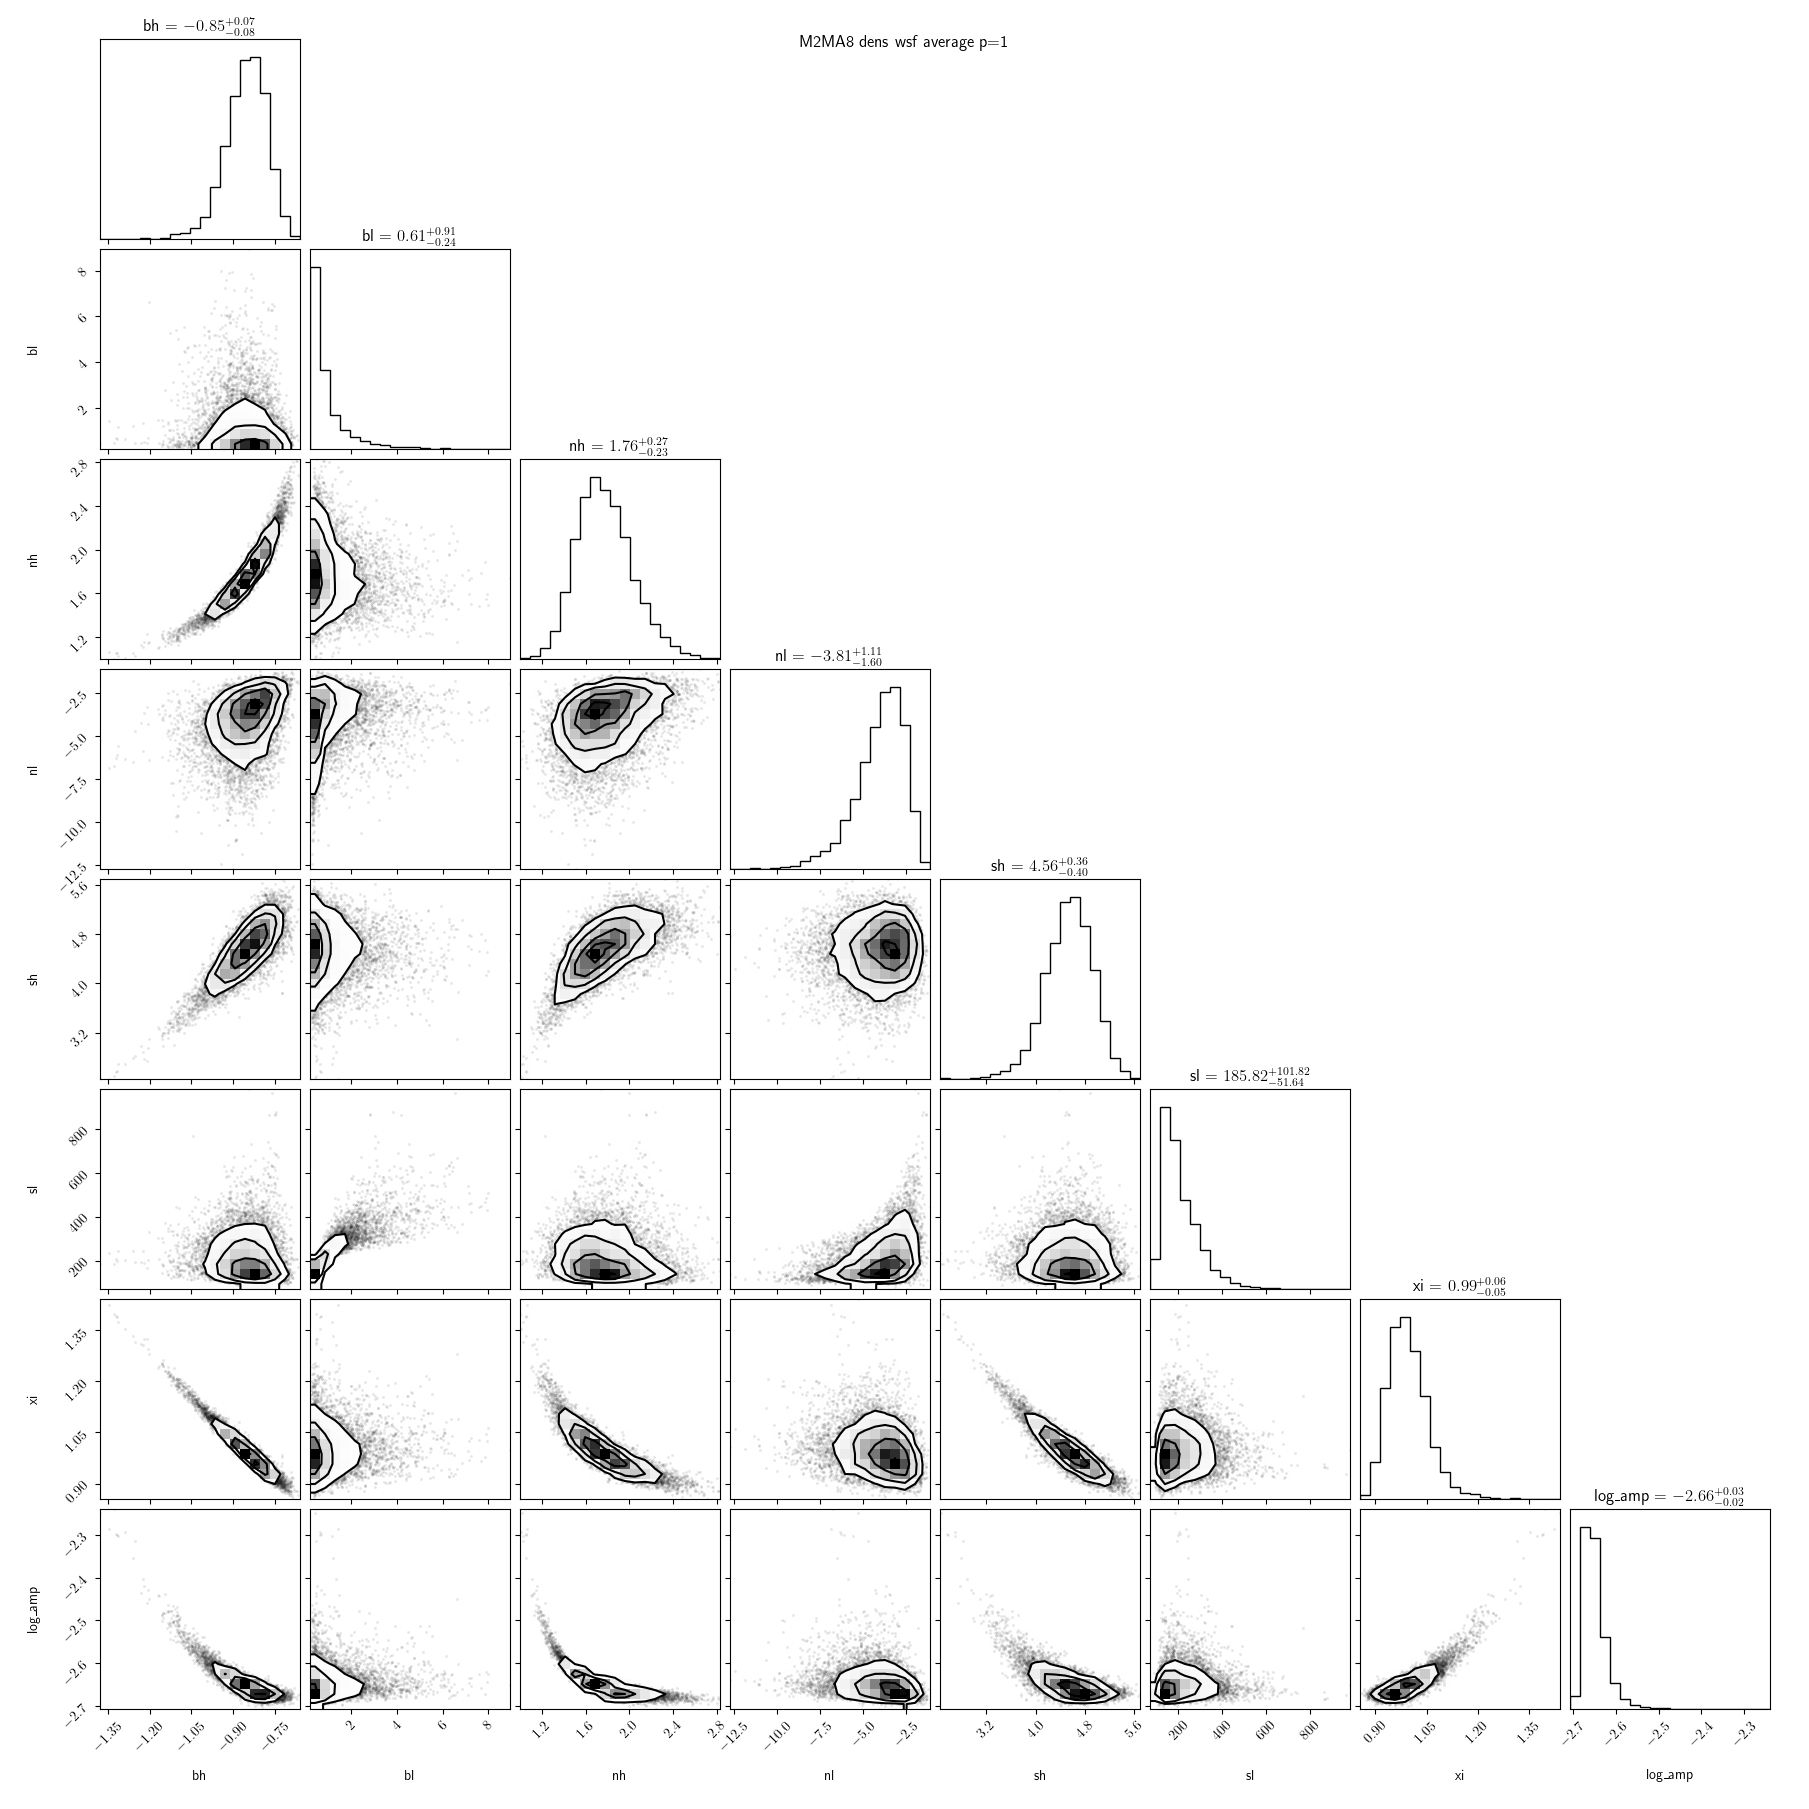 bh = −0.85+0.07−0.08
M2MA8 dens wsf average p=1
bl = 0.61+0.91−0.24
bl
8
6
4
2
nh = 1.76+0.27−0.23
nh
2.8
2.4
2.0
1.6
1.2
nl = −3.81+1.11−1.60
nl
−2.5
−5.0
−7.5
−10.0
−12.5
sh = 4.56+0.36−0.40
sh
5.6
4.8
4.0
3.2
sl = 185.82+101.82−51.64
sl
800
600
400
200
xi = 0.99+0.06−0.05
xi
1.35
1.20
1.05
0.90
log_amp = −2.66+0.03−0.02
log_amp
−2.3
−2.4
−2.5
−2.6
−2.7
−1.35 −1.20 −1.05 −0.90 −0.75 2 4 6 8 1.2 1.6 2.0 2.4 2.8 −12.5 −10.0 −7.5 −5.0 −2.5 3.2 4.0 4.8 5.6 200 400 600 800 0.90 1.05 1.20 1.35 −2.7 −2.6 −2.5 −2.4 −2.3
bh bl nh nl sh sl xi log_amp